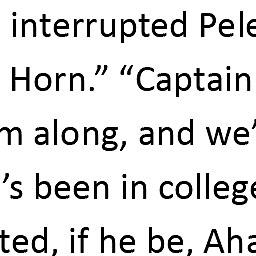 interrupted Pele
Horn.” “Captain
m along, and we’
’s been in college
ted, if he be, Aha